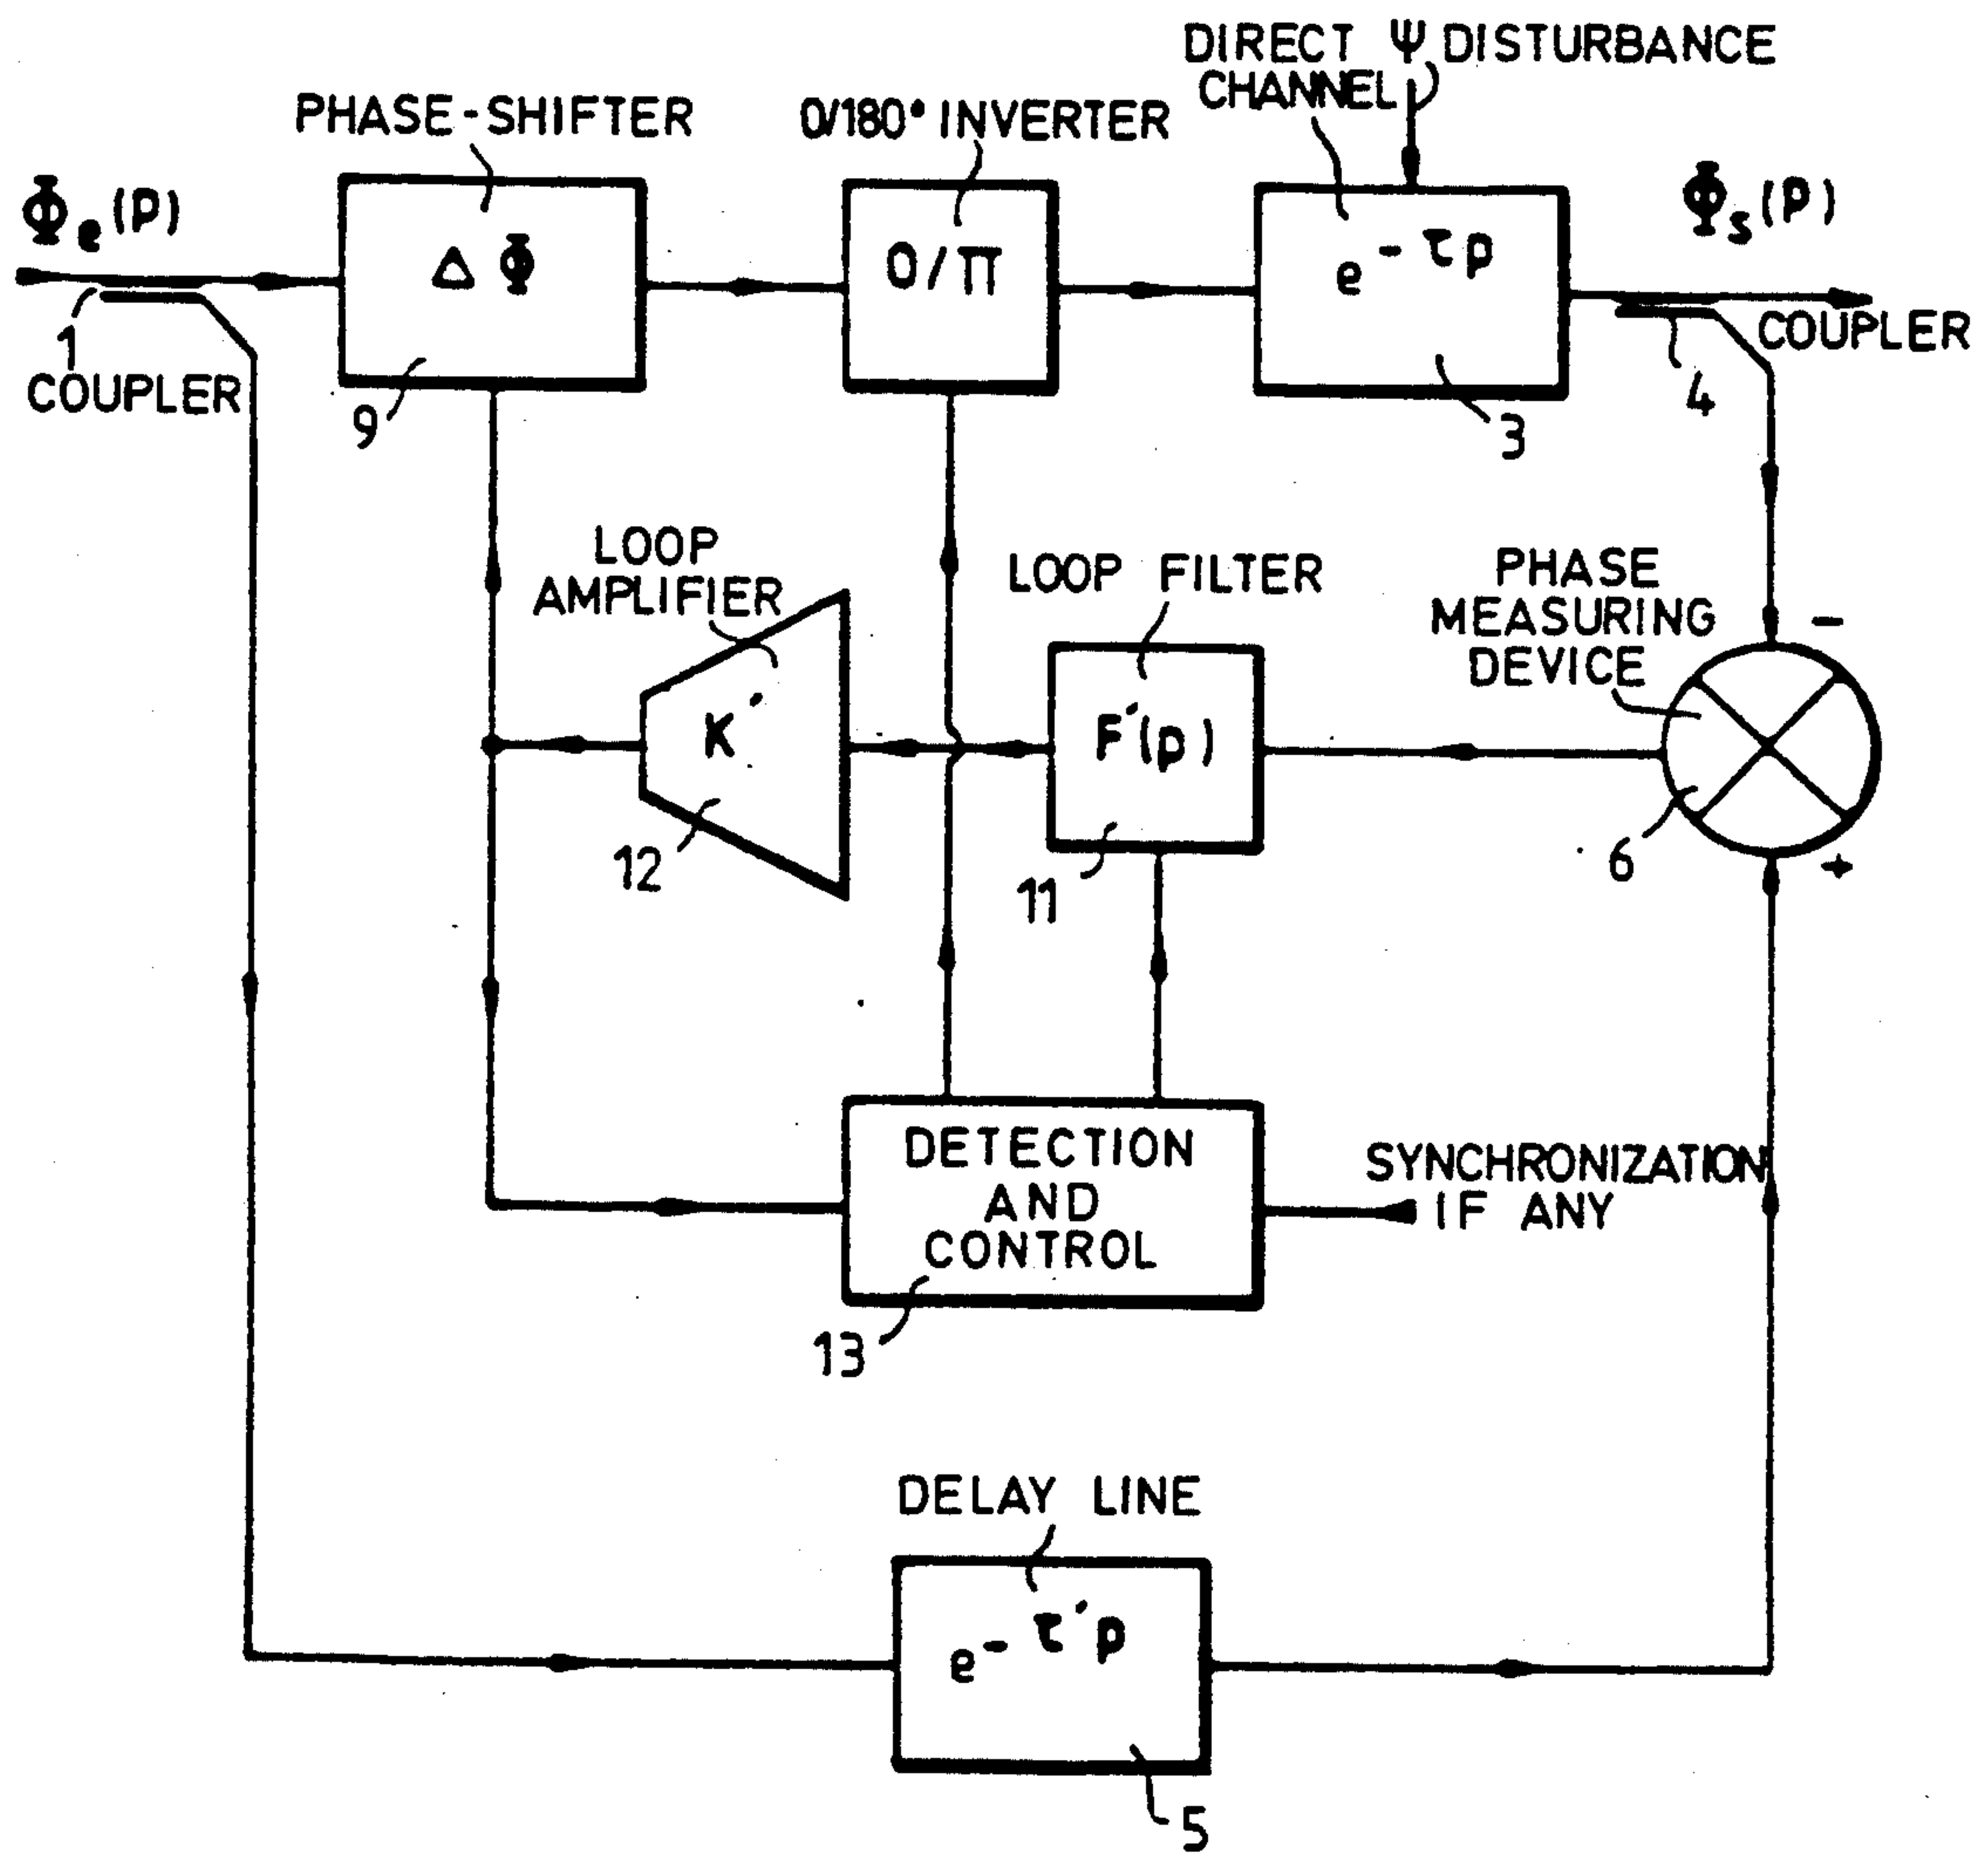 DIRECT Ψ DISTURBANCE
CHANNEL
PHASE-SHIFTER
0/180° INVERTER
Φe(p)
Φs(p)
Δ Φ
0/π
e-τp
1
COUPLER
COUPLER
9
3
4
LOOP
AMPLIFIER
LOOP FILTER
PHASE
MEASURING
DEVICE
-
K'
F'(p)
12
11
6
+
DETECTION
AND
CONTROL
SYNCHRONIZATION
IF ANY
13
DELAY LINE
e-τ'p
5